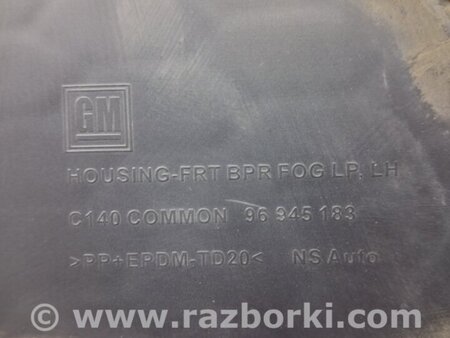 GM
HOUSING-FRT BPR FOG LP, LH
C140 COMMON 96 945 183
>PP+EPDM-TD20< NS Auto
© www.razborki.com